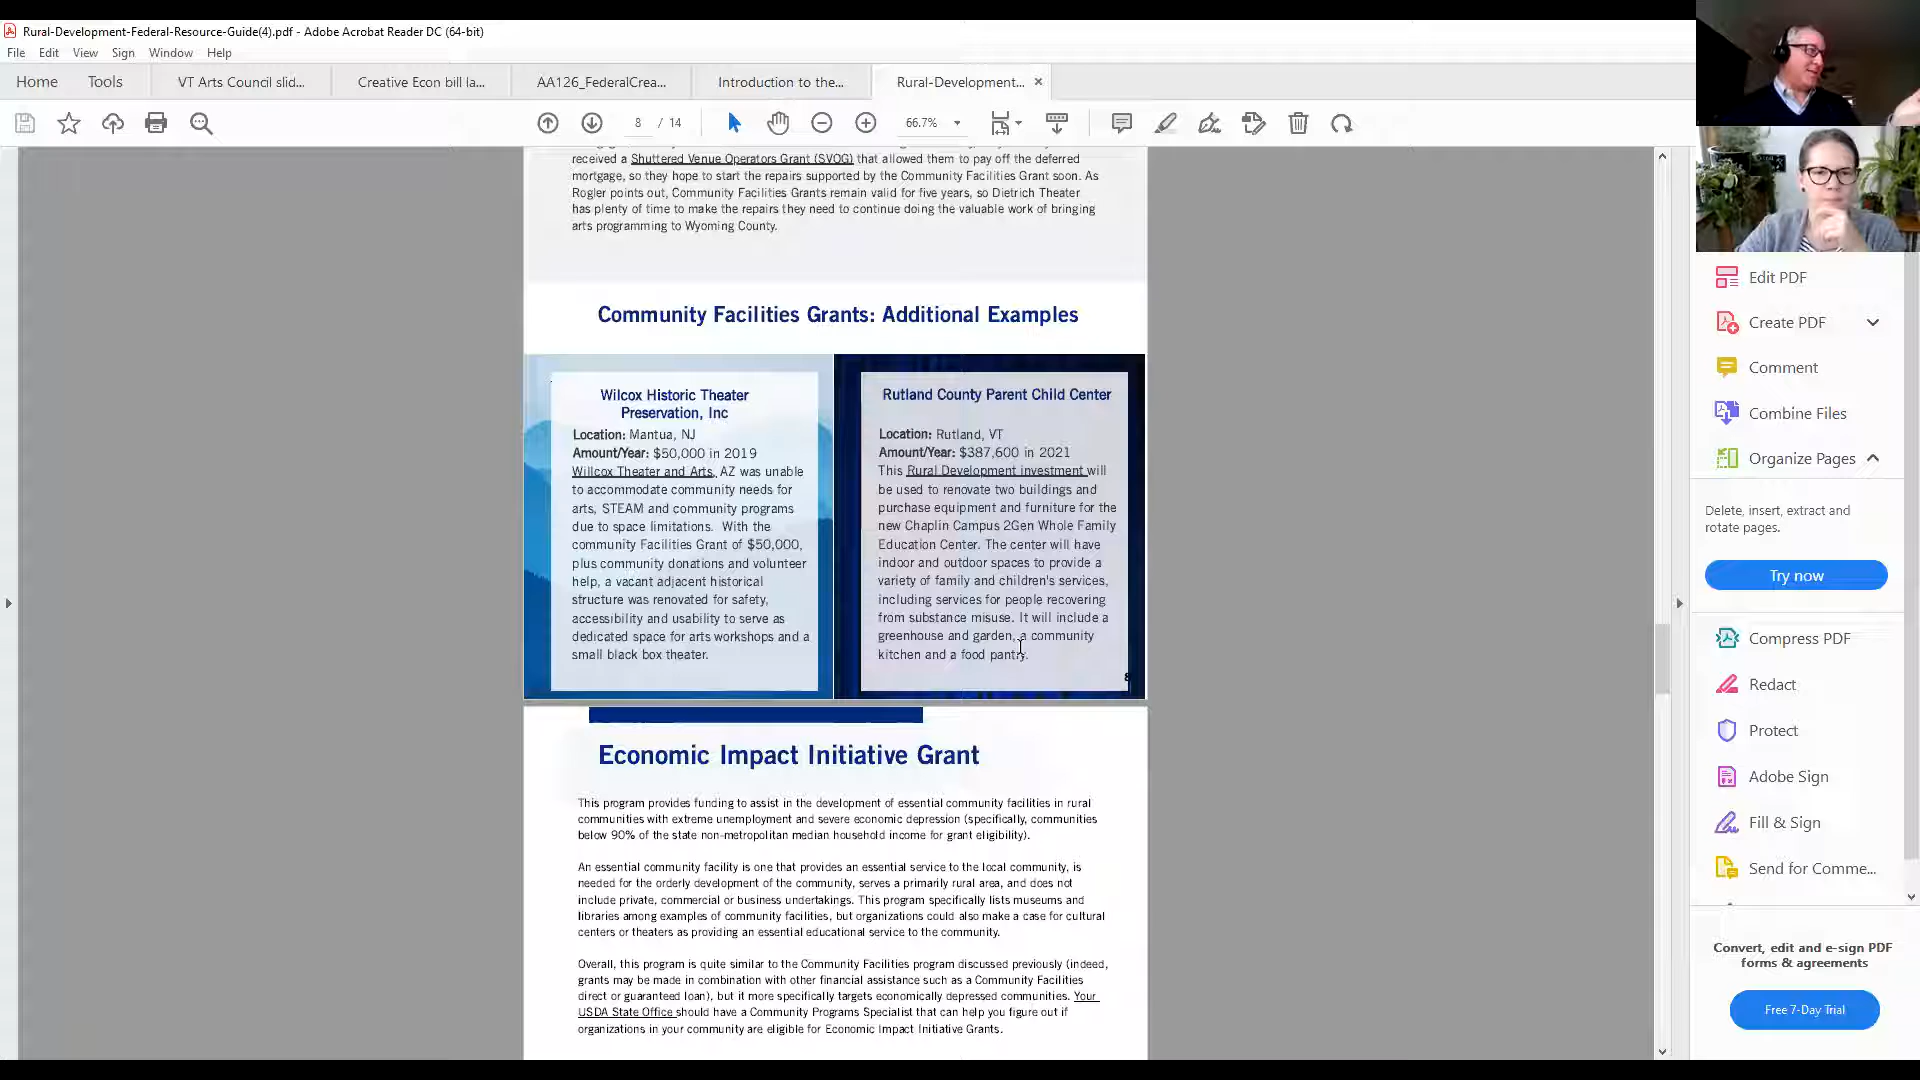 Rural-Development-Federal-Resource-Guide(4).pdf - Adobe Acrobat Reader DC (64-bit)
File Edit View Sign Window Help
Home Tools VT Arts Council slid... Creative Econ bill la... AA126_FederalCrea... Introduction to the... Rural-Development...
8 / 14 66.7%
received a Shuttered Venue Operators Grant (SVOG) that allowed them to pay off the deferred
mortgage, so they hope to start the repairs supported by the Community Facilities Grant soon. As
Rogler points out, Community Facilities Grants remain valid for five years, so Dietrich Theater
has plenty of time to make the repairs they need to continue doing the valuable work of bringing
arts programming to Wyoming County.
Community Facilities Grants: Additional Examples
Wilcox Historic Theater
Preservation, Inc
Location: Mantua, NJ
Amount/Year: $50,000 in 2019
Willcox Theater and Arts, AZ was unable
to accommodate community needs for
arts, STEAM and community programs
due to space limitations. With the
community Facilities Grant of $50,000,
plus community donations and volunteer
help, a vacant adjacent historical
structure was renovated for safety,
accessibility and usability to serve as
dedicated space for arts workshops and a
small black box theater.
Rutland County Parent Child Center
Location: Rutland, VT
Amount/Year: $387,600 in 2021
This Rural Development investment will
be used to renovate two buildings and
purchase equipment and furniture for the
new Chaplin Campus 2Gen Whole Family
Education Center. The center will have
indoor and outdoor spaces to provide a
variety of family and children's services,
including services for people recovering
from substance misuse. It will include a
greenhouse and garden, a community
kitchen and a food pantry.
8
Economic Impact Initiative Grant
This program provides funding to assist in the development of essential community facilities in rural
communities with extreme unemployment and severe economic depression (specifically, communities
below 90% of the state non-metropolitan median household income for grant eligibility).
An essential community facility is one that provides an essential service to the local community, is
needed for the orderly development of the community, serves a primarily rural area, and does not
include private, commercial or business undertakings. This program specifically lists museums and
libraries among examples of community facilities, but organizations could also make a case for cultural
centers or theaters as providing an essential educational service to the community.
Overall, this program is quite similar to the Community Facilities program discussed previously (indeed,
grants may be made in combination with other financial assistance such as a Community Facilities
direct or guaranteed loan), but it more specifically targets economically depressed communities. Your
USDA State Office should have a Community Programs Specialist that can help you figure out if
organizations in your community are eligible for Economic Impact Initiative Grants.
Edit PDF
Create PDF
Comment
Combine Files
Organize Pages
Delete, insert, extract and
rotate pages.
Try now
Compress PDF
Redact
Protect
Adobe Sign
Fill & Sign
Send for Comme...
Convert, edit and e-sign PDF
forms & agreements
Free 7-Day Trial